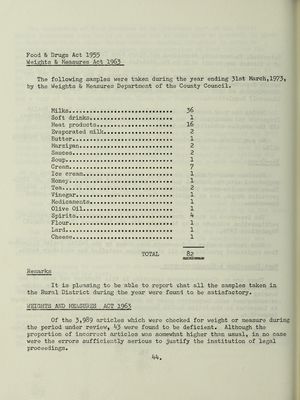 Food & Drugs Act 1955
Weights & Measures Act 1963
The following samples were taken during the year ending 31st March,1973,
by the Weights & Measures Department of the County Council.
Milks 36
Soft drinks 1
Meat products 16
Evaporated milk 2
Butter 1
Marzipan 2
Sauces 2
Soup 1
Cream 7
Ice cream 1
Honey 1
Tea 2
Vinegar 1
Medicaments 1
Olive Oil 1
Spirits 4
Flour 1
Lard 1
Cheese 1
TOTAL 82
Remarks
It is pleasing to be able to report that all the samples taken in
the Rural District during the year were found to be satisfactory.
WEIGHTS AND MEASURES ACT 1963
Of the 3,989 articles which were checked for weight or measure during
the period under review, 43 were found to be deficient. Although the
proportion of incorrect articles was somewhat higher than usual, in no case
were the errors sufficiently serious to justify the institution of legal
proceedings.
44.